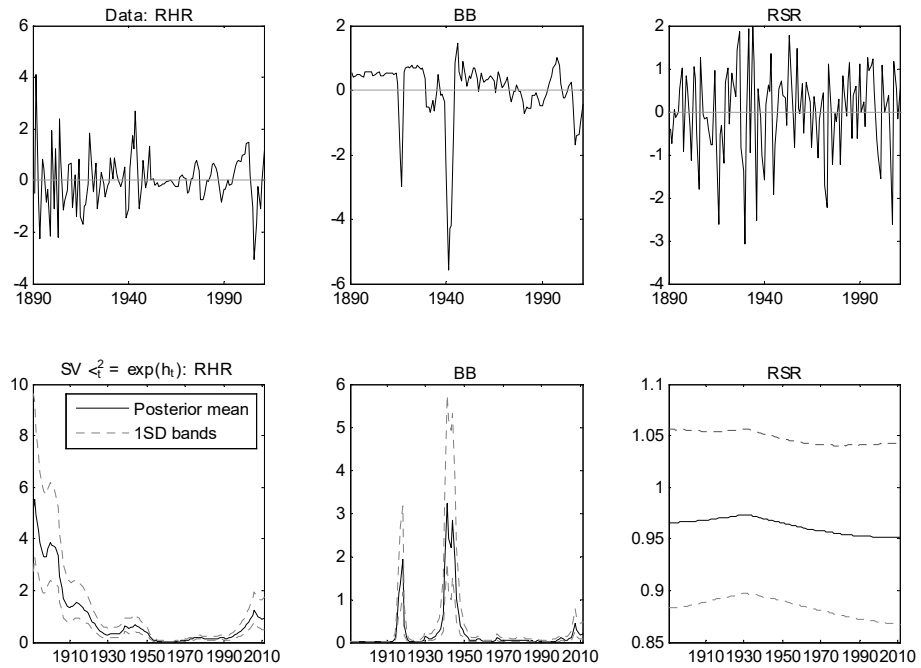 Data: RHR
BB
RSR
6
4
2
0
-2
-4
1890 1940 1990
2
0
-2
-4
-6
1890 1940 1990
2
1
0
-1
-2
-3
-4
1890 1940 1990
SV <²ₜ = exp(hₜ): RHR
BB
RSR
10
8
6
4
2
0
Posterior mean
1SD bands
1910 1930 1950 1970 1990 2010
6
5
4
3
2
1
0
1910 1930 1950 1970 1990 2010
1.1
1.05
1
0.95
0.9
0.85
1910 1930 1950 1970 1990 2010